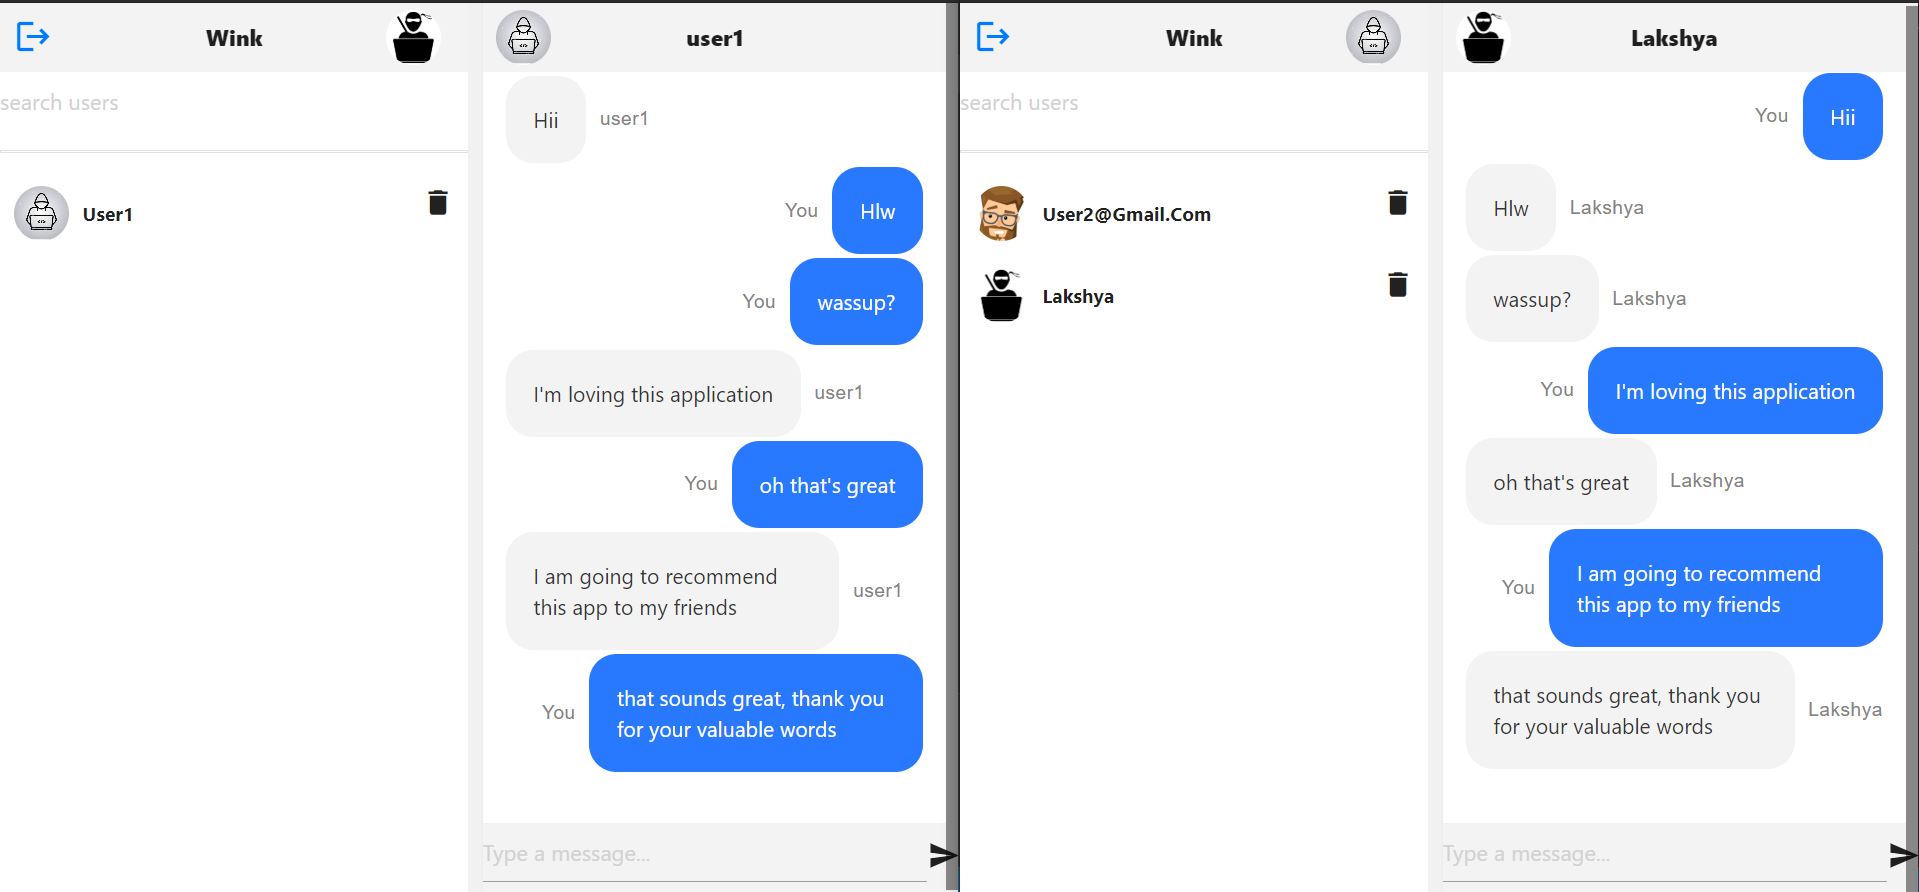 Wink
search users
User1
user1
Hii
user1
You
Hlw
You
wassup?
I'm loving this application
user1
You
oh that's great
I am going to recommend
this app to my friends
user1
You
that sounds great, thank you
for your valuable words
Type a message...
Wink
search users
User2@Gmail.Com
Lakshya
Lakshya
You
Hii
Hlw
Lakshya
wassup?
Lakshya
You
I'm loving this application
oh that's great
Lakshya
You
I am going to recommend
this app to my friends
that sounds great, thank you
for your valuable words
Lakshya
Type a message...